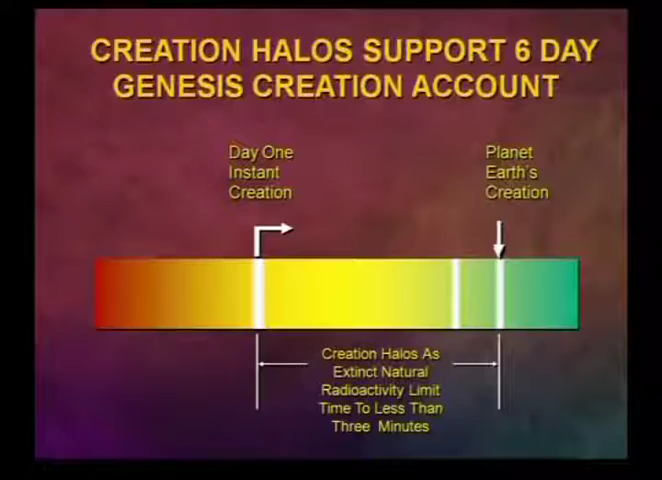 CREATION HALOS SUPPORT 6 DAY
GENESIS CREATION ACCOUNT
Day One
Instant
Creation
Planet
Earth's
Creation
Creation Halos As
Extinct Natural
Radioactivity Limit
Time To Less Than
Three Minutes